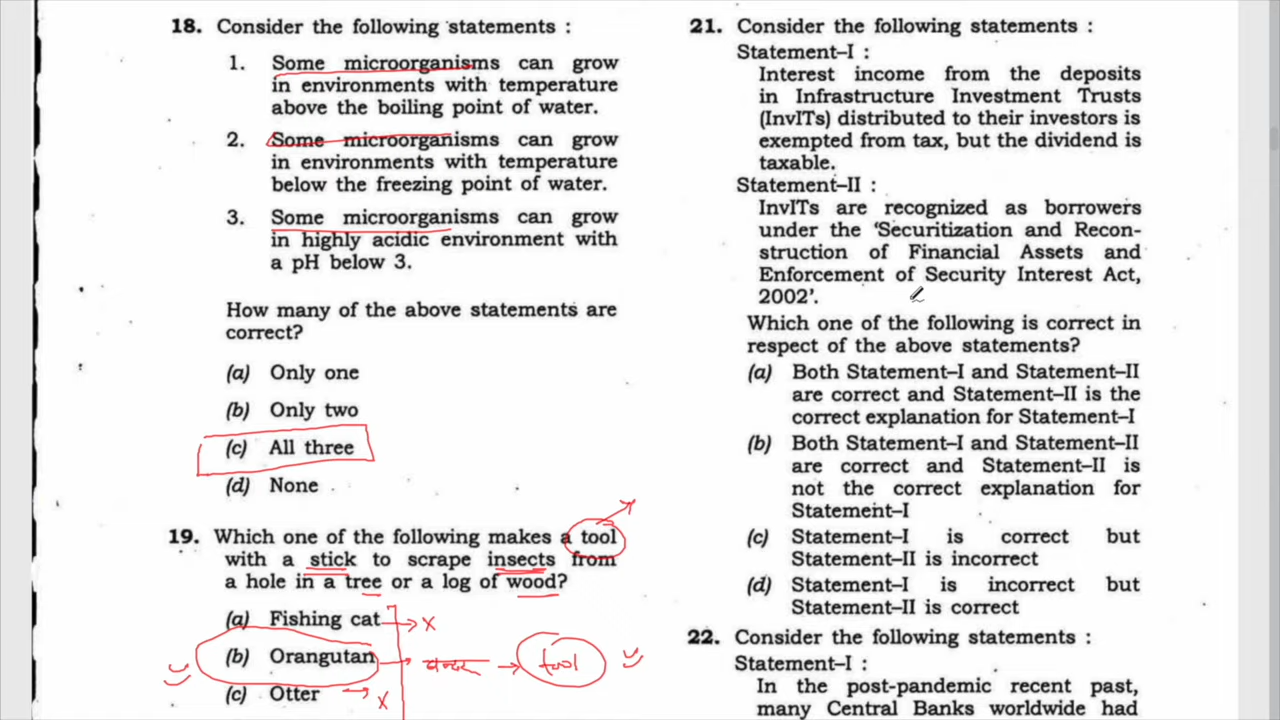 18. Consider the following statements :
1. Some microorganisms can grow
in environments with temperature
above the boiling point of water.
2. Some microorganisms can grow
in environments with temperature
below the freezing point of water.
3. Some microorganisms can grow
in highly acidic environment with
a pH below 3.
How many of the above statements are
correct?
(a) Only one
(b) Only two
(c) All three
(d) None
19. Which one of the following makes a tool
with a stick to scrape insects from
a hole in a tree or a log of wood?
(a) Fishing cat x
(b) Orangutan tool
(c) Otter x
21. Consider the following statements :
Statement–I :
Interest income from the deposits
in Infrastructure Investment Trusts
(InvITs) distributed to their investors is
exempted from tax, but the dividend is
taxable.
Statement–II :
InvITs are recognized as borrowers
under the ‘Securitization and Recon-
struction of Financial Assets and
Enforcement of Security Interest Act,
2002’.
Which one of the following is correct in
respect of the above statements?
(a) Both Statement–I and Statement–II
are correct and Statement–II is the
correct explanation for Statement–I
(b) Both Statement–I and Statement–II
are correct and Statement–II is
not the correct explanation for
Statement–I
(c) Statement–I is correct but
Statement–II is incorrect
(d) Statement–I is incorrect but
Statement–II is correct
22. Consider the following statements :
Statement–I :
In the post-pandemic recent past,
many Central Banks worldwide had